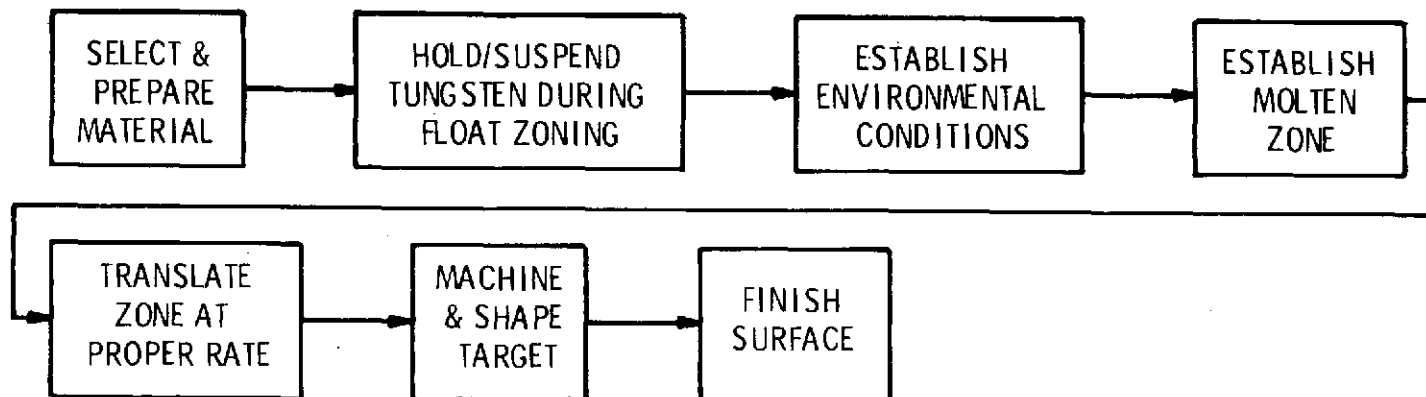 SELECT &
PREPARE
MATERIAL
HOLD/SUSPEND
TUNGSTEN DURING
FLOAT ZONING
ESTABLISH
ENVIRONMENTAL
CONDITIONS
ESTABLISH
MOLTEN
ZONE
TRANSLATE
ZONE AT
PROPER RATE
MACHINE
& SHAPE
TARGET
FINISH
SURFACE